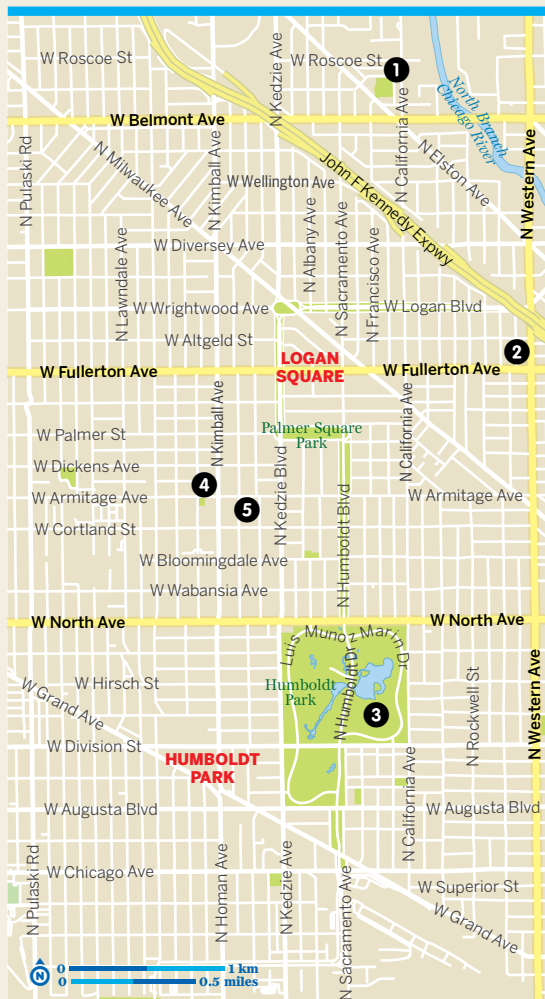 W Roscoe St
N Kedzie Ave
W Roscoe St
1
North Branch
Chicago River
W Belmont Ave
N California Ave
N Elston Ave
N Pulaski Rd
N Milwaukee Ave
N Kimball Ave
W Wellington Ave
John F Kennedy Expwy
N Western Ave
N Albany Ave
N Sacramento Ave
N Francisco Ave
W Diversey Ave
N Lawndale Ave
W Wrightwood Ave
W Logan Blvd
W Altgeld St
2
LOGAN
SQUARE
W Fullerton Ave
W Fullerton Ave
N Kimball Ave
N California Ave
W Palmer St
Palmer Square
Park
W Dickens Ave
N Kedzie Blvd
N Humboldt Blvd
4
W Armitage Ave
W Armitage Ave
5
W Cortland St
W Bloomingdale Ave
W Wabansia Ave
W North Ave
W North Ave
Luis Munoz Marin Dr
N Humboldt Dr
W Hirsch St
Humboldt
Park
W Grand Ave
3
N Rockwell St
N Western Ave
W Division St
HUMBOLDT
PARK
N California Ave
W Augusta Blvd
W Augusta Blvd
N Pulaski Rd
N Homan Ave
N Kedzie Ave
N Sacramento Ave
W Chicago Ave
W Superior St
W Grand Ave
N
0 1 km
0 0.5 miles